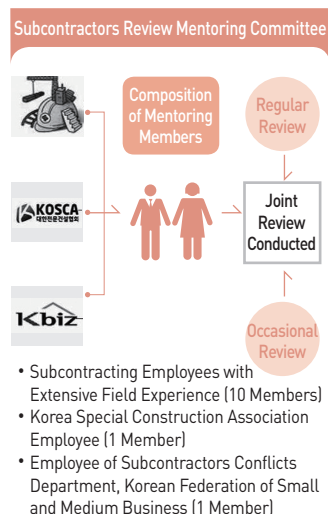 Subcontractors Review Mentoring Committee
Composition
of Mentoring
Members
Regular
Review
KOSCA
대한전문건설협회
Joint
Review
Conducted
Kbiz
Occasional
Review
• Subcontracting Employees with
Extensive Field Experience (10 Members)
• Korea Special Construction Association
Employee (1 Member)
• Employee of Subcontractors Conflicts
Department, Korean Federation of Small
and Medium Business (1 Member)